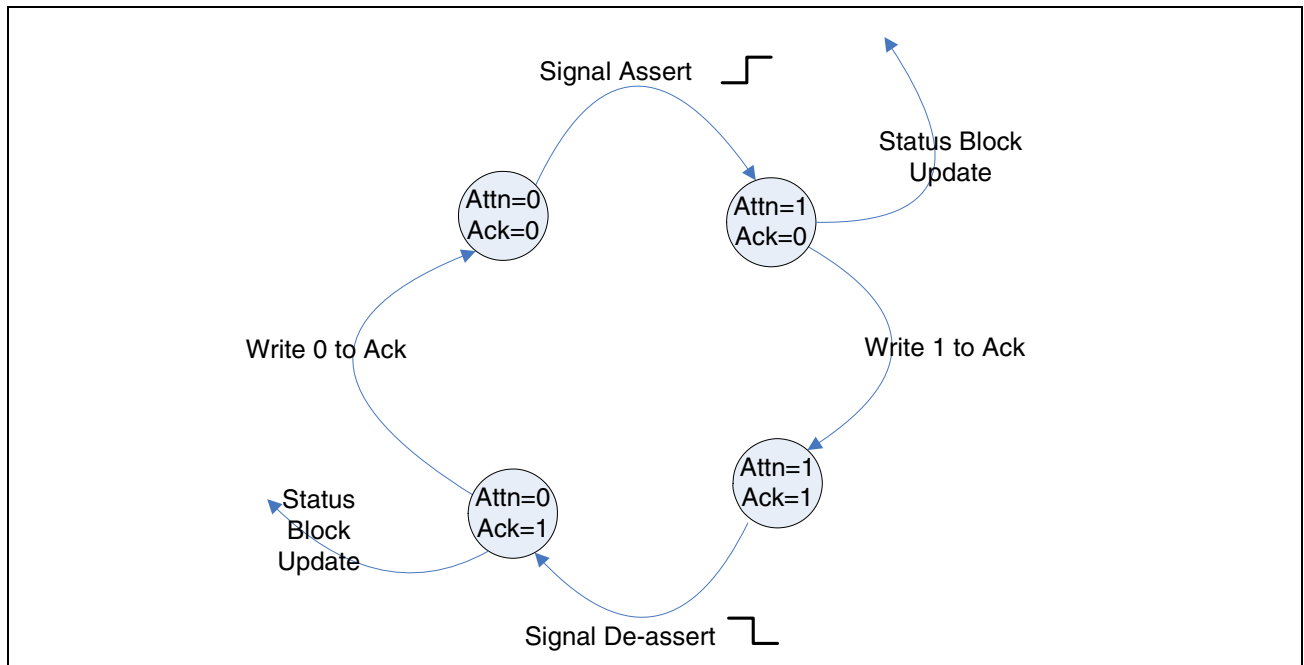 Signal Assert
Status Block
Update
Attn=0
Ack=0
Attn=1
Ack=0
Write 0 to Ack
Write 1 to Ack
Attn=1
Ack=1
Attn=0
Ack=1
Status
Block
Update
Signal De-assert